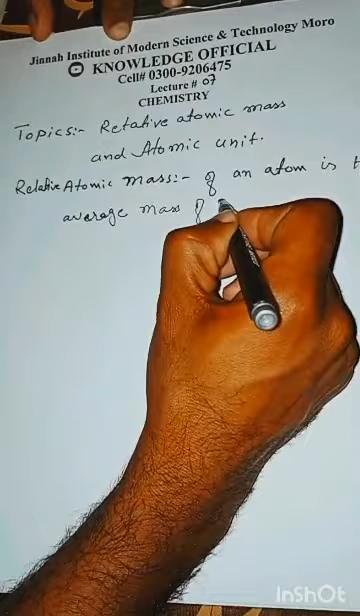 Jinnah Institute of Modern Science & Technology Moro
KNOWLEDGE OFFICIAL
Cell# 0300-9206475
Lecture # 07
CHEMISTRY
Topics:- Relative atomic mass
and Atomic unit.
Relative Atomic mass:- of an atom is
average mass of
InShOt